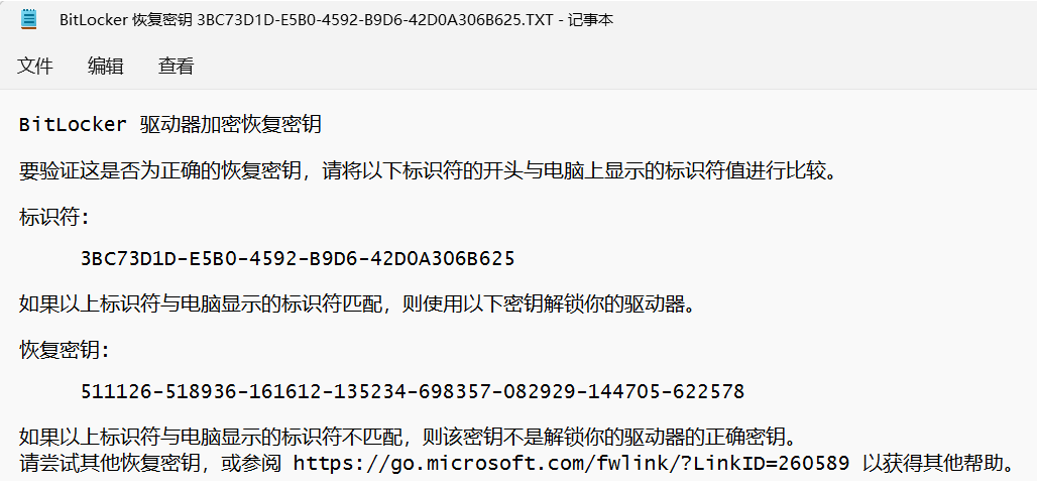 BitLocker 恢复密钥 3BC73D1D-E5B0-4592-B9D6-42D0A306B625.TXT - 记事本
文件 编辑 查看
BitLocker 驱动器加密恢复密钥
要验证这是否为正确的恢复密钥，请将以下标识符的开头与电脑上显示的标识符值进行比较。
标识符：
3BC73D1D-E5B0-4592-B9D6-42D0A306B625
如果以上标识符与电脑显示的标识符匹配，则使用以下密钥解锁你的驱动器。
恢复密钥：
511126-518936-161612-135234-698357-082929-144705-622578
如果以上标识符与电脑显示的标识符不匹配，则该密钥不是解锁你的驱动器的正确密钥。
请尝试其他恢复密钥，或参阅 https://go.microsoft.com/fwlink/?LinkID=260589 以获得其他帮助。